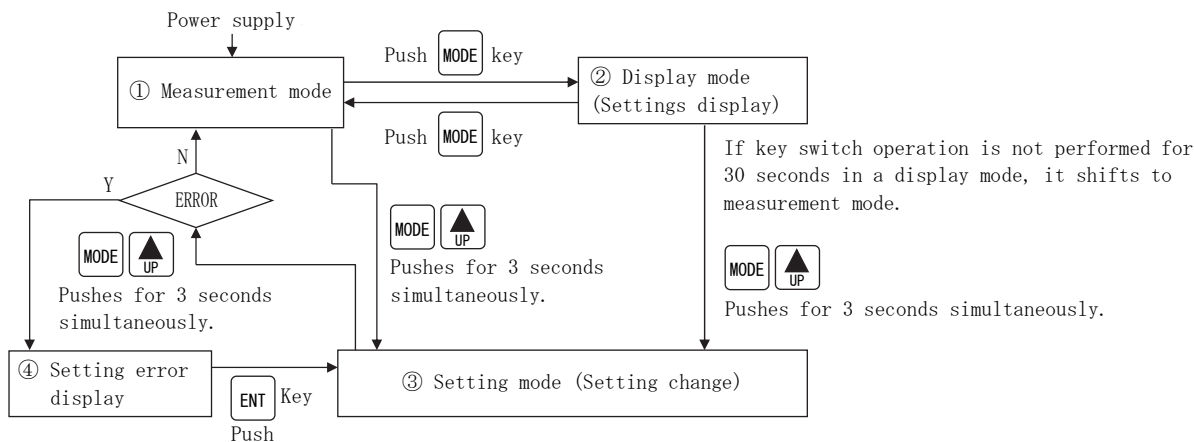 Power supply
Push MODE key
① Measurement mode
② Display mode
(Settings display)
Push MODE key
If key switch operation is not performed for
30 seconds in a display mode, it shifts to
measurement mode.
N
Y
ERROR
MODE UP
Pushes for 3 seconds
simultaneously.
MODE UP
Pushes for 3 seconds
simultaneously.
MODE UP
Pushes for 3 seconds simultaneously.
④ Setting error
display
ENT Key
Push
③ Setting mode (Setting change)